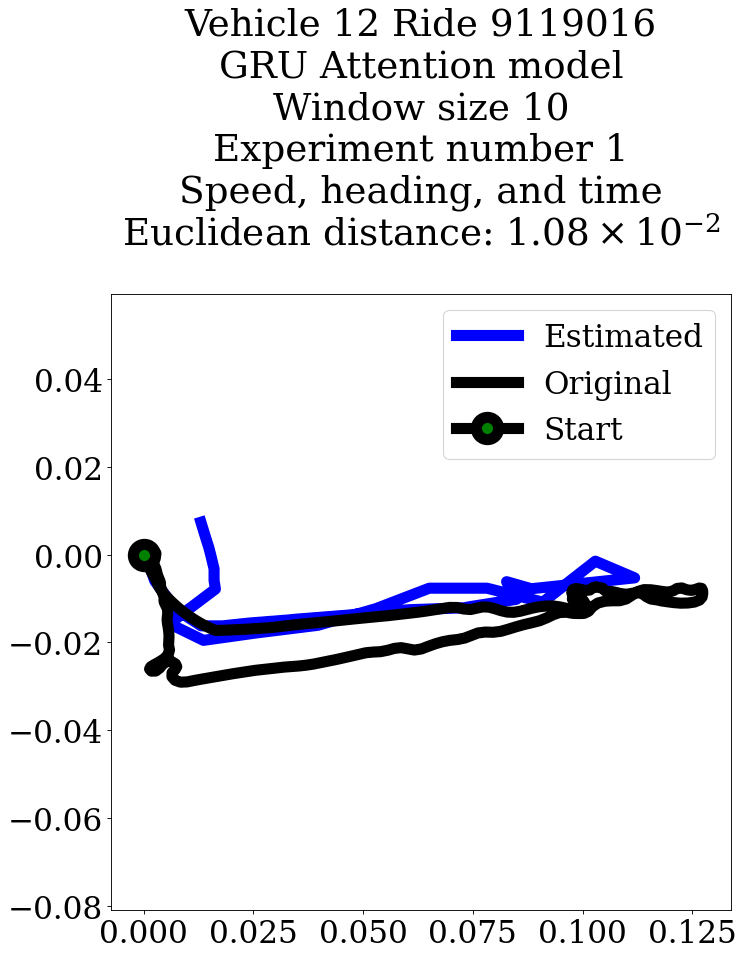 Vehicle 12 Ride 9119016
GRU Attention model
Window size 10
Experiment number 1
Speed, heading, and time
Euclidean distance: 1.08 × 10⁻²
Estimated
Original
Start
0.04
0.02
0.00
−0.02
−0.04
−0.06
−0.08
0.000 0.025 0.050 0.075 0.100 0.125